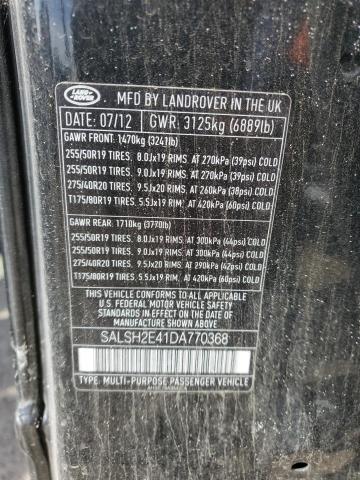 LAND ROVER
MFD BY LANDROVER IN THE UK
DATE: 07/12 GWR: 3125kg (6889lb)
GAWR FRONT: 1470kg (3241lb)
255/50R19 TIRES. 8.0Jx19 RIMS. AT 270kPa (39psi) COLD
255/50R19 TIRES. 9.0Jx19 RIMS. AT 270kPa (39psi) COLD
275/40R20 TIRES. 9.5Jx20 RIMS. AT 260kPa (38psi) COLD
T175/80R19 TIRES. 5.5Jx19 RIM. AT 420kPa (60psi) COLD
GAWR REAR: 1710kg (3770lb)
255/50R19 TIRES. 8.0Jx19 RIMS. AT 300kPa (44psi) COLD
255/50R19 TIRES. 9.0Jx19 RIMS. AT 300kPa (44psi) COLD
275/40R20 TIRES. 9.5Jx20 RIMS. AT 290kPa (42psi) COLD
T175/80R19 TIRES. 5.5Jx19 RIM. AT 420kPa (60psi) COLD
THIS VEHICLE CONFORMS TO ALL APPLICABLE
U.S. FEDERAL MOTOR VEHICLE SAFETY
STANDARDS IN EFFECT ON THE DATE OF
MANUFACTURE SHOWN ABOVE.
SALSH2E41DA770368
TYPE: MULTI-PURPOSE PASSENGER VEHICLE